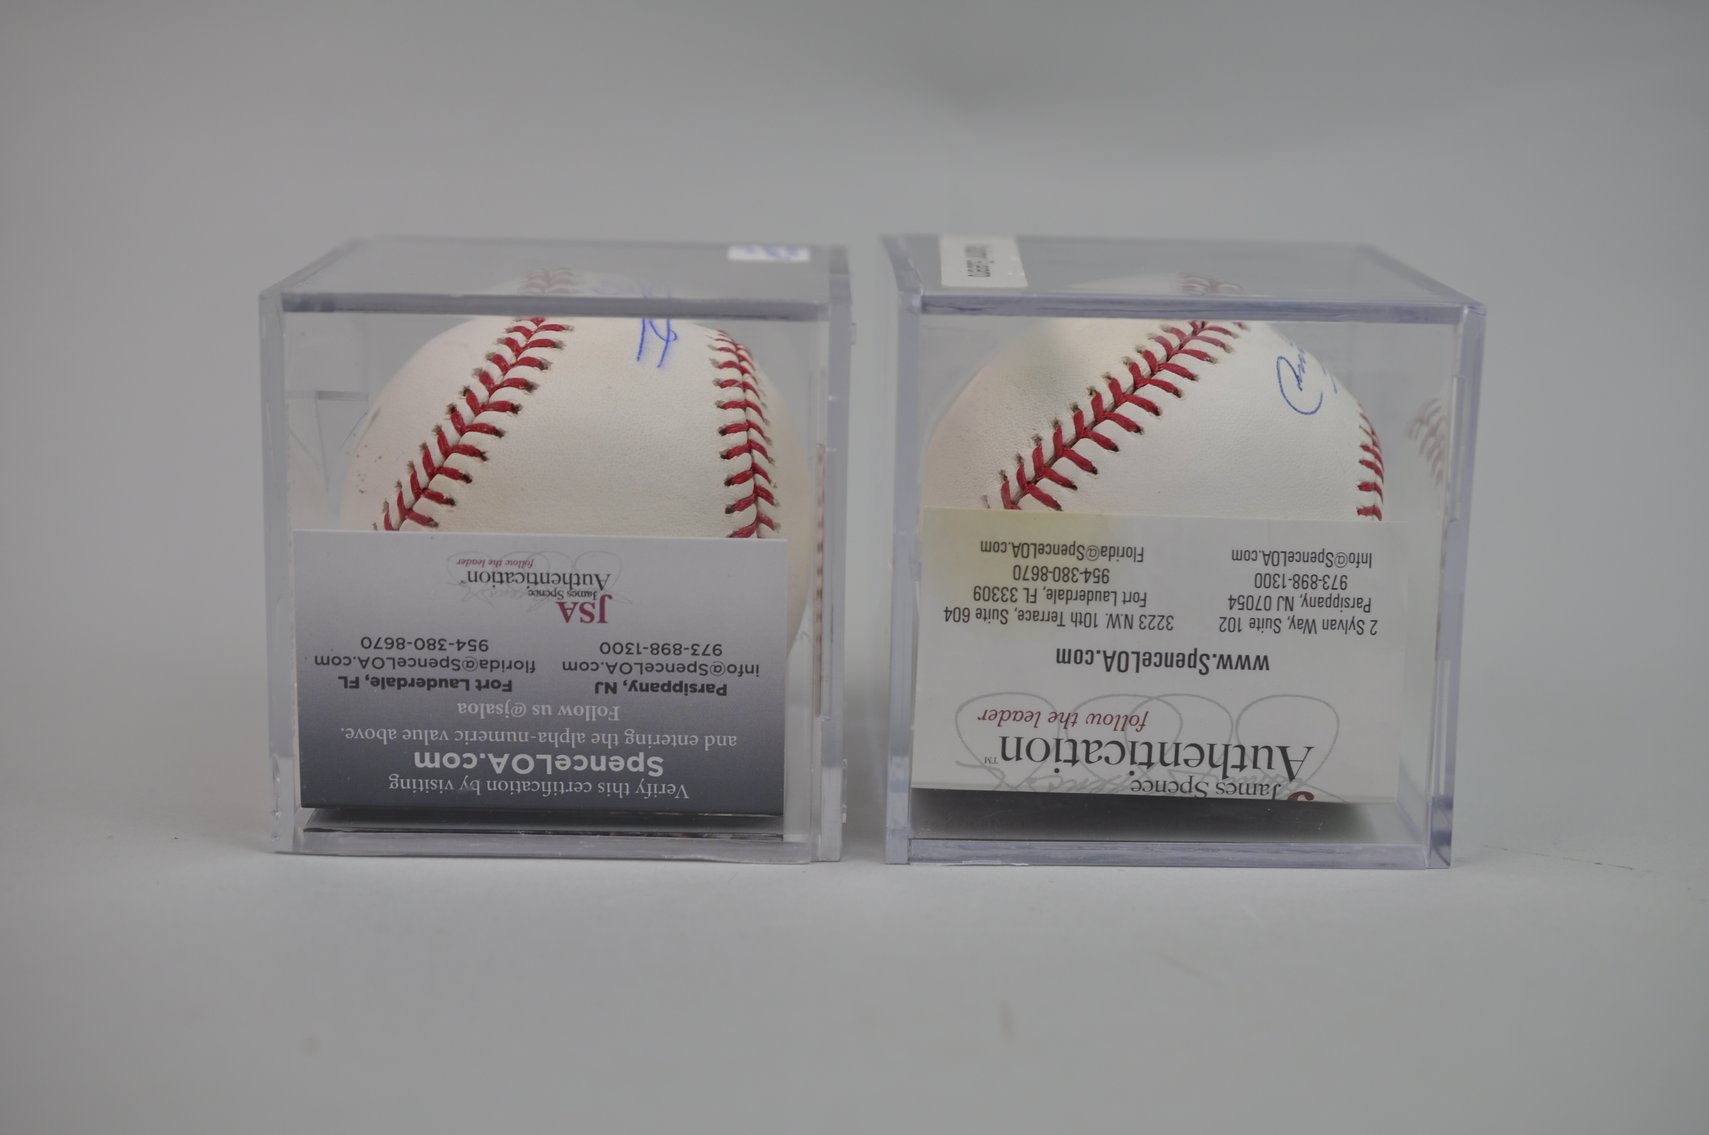 Verify this certification by visiting
SpenceLOA.com
and entering the alpha-numeric value above.
Follow us @jsaloa
Parsippany, NJ
info@SpenceLOA.com
973-898-1300
Fort Lauderdale, FL
florida@SpenceLOA.com
954-380-8670
JSA
James Spence
Authentication™
follow the leader
James Spence
Authentication™
follow the leader
www.SpenceLOA.com
2 Sylvan Way, Suite 102
Parsippany, NJ 07054
973-898-1300
Info@SpenceLOA.com
3223 N.W. 10th Terrace, Suite 604
Fort Lauderdale, FL 33309
954-380-8670
Florida@SpenceLOA.com